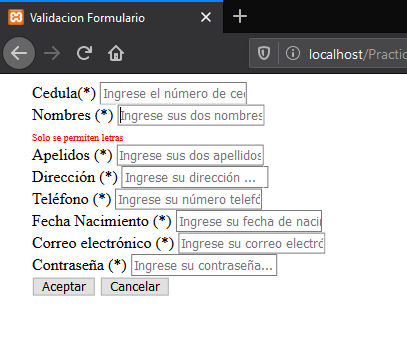 Validacion Formulario
localhost/Practic
Cedula(*) Ingrese el número de ced
Nombres (*) Ingrese sus dos nombres
Solo se permiten letras
Apelidos (*) Ingrese sus dos apellidos
Dirección (*) Ingrese su dirección ...
Teléfono (*) Ingrese su número telefó
Fecha Nacimiento (*) Ingrese su fecha de nacir
Correo electrónico (*) Ingrese su correo electró
Contraseña (*) Ingrese su contraseña...
Aceptar Cancelar